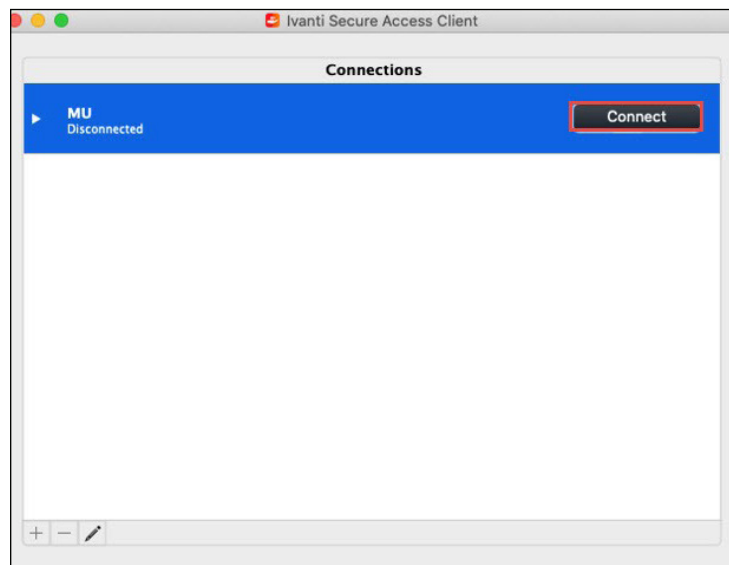 Ivanti Secure Access Client
Connections
MU
Disconnected
Connect